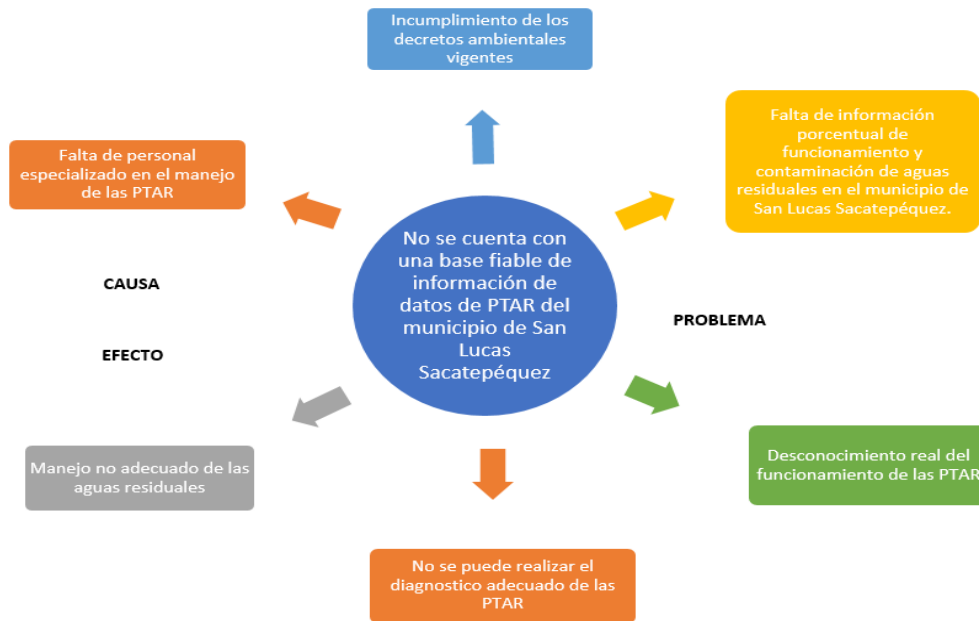 Incumplimiento de los
decretos ambientales
vigentes
Falta de personal
especializado en el manejo
de las PTAR
Falta de información
porcentual de
funcionamiento y
contaminación de aguas
residuales en el municipio de
San Lucas Sacatepéquez.
No se cuenta con
una base fiable de
información de
datos de PTAR del
municipio de San
Lucas
Sacatepéquez
CAUSA
EFECTO
PROBLEMA
Manejo no adecuado de las
aguas residuales
Desconocimiento real del
funcionamiento de las PTAR
No se puede realizar el
diagnostico adecuado de las
PTAR